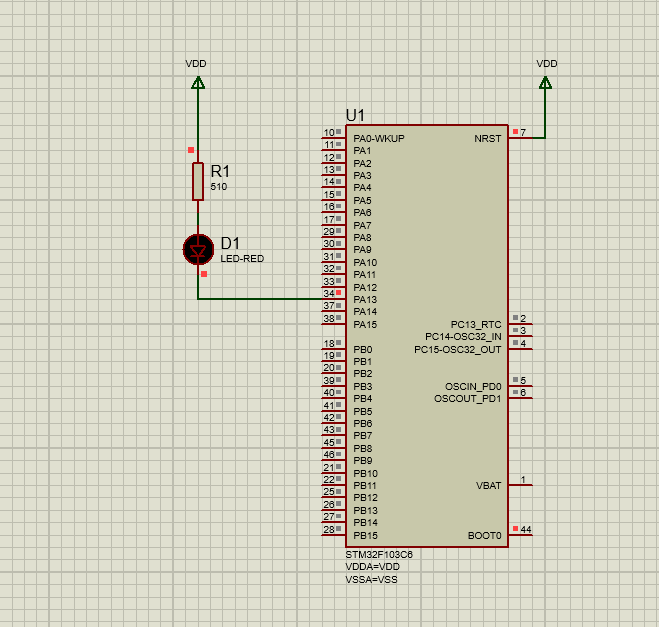 VDD
VDD
U1
R1
510
D1
LED-RED
10 PA0-WKUP
11 PA1
12 PA2
13 PA3
14 PA4
15 PA5
16 PA6
17 PA7
29 PA8
30 PA9
31 PA10
32 PA11
33 PA12
34 PA13
37 PA14
38 PA15
18 PB0
19 PB1
20 PB2
39 PB3
40 PB4
41 PB5
42 PB6
43 PB7
45 PB8
46 PB9
21 PB10
22 PB11
25 PB12
26 PB13
27 PB14
28 PB15
NRST 7
PC13_RTC 2
PC14-OSC32_IN 3
PC15-OSC32_OUT 4
OSCIN_PD0 5
OSCOUT_PD1 6
VBAT 1
BOOT0 44
STM32F103C6
VDDA=VDD
VSSA=VSS